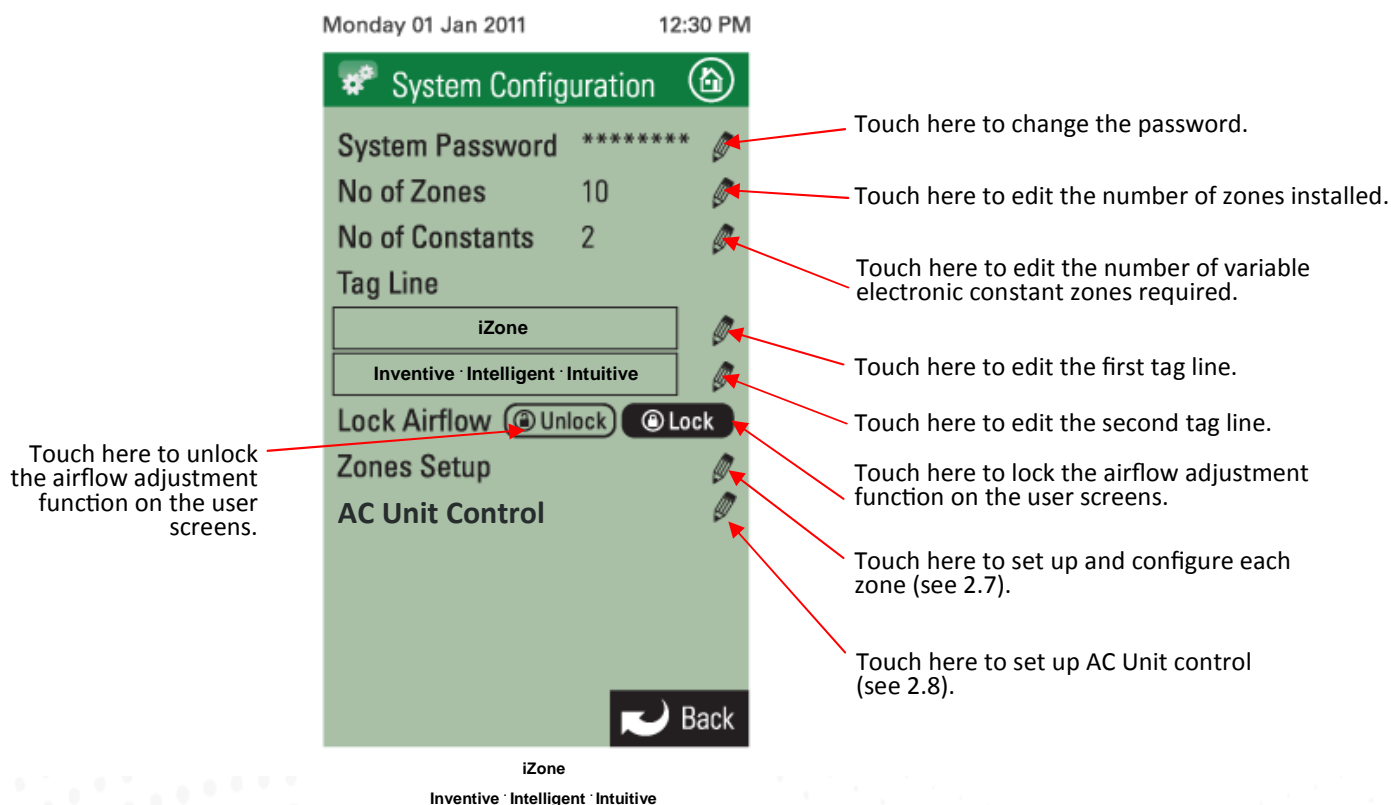 Monday 01 Jan 2011 12:30 PM
System Configuration
System Password ********
No of Zones 10
No of Constants 2
Tag Line
iZone
Inventive · Intelligent · Intuitive
Lock Airflow Unlock Lock
Zones Setup
AC Unit Control
Back
iZone
Inventive · Intelligent · Intuitive
Touch here to unlock
the airflow adjustment
function on the user
screens.
Touch here to change the password.
Touch here to edit the number of zones installed.
Touch here to edit the number of variable
electronic constant zones required.
Touch here to edit the first tag line.
Touch here to edit the second tag line.
Touch here to lock the airflow adjustment
function on the user screens.
Touch here to set up and configure each
zone (see 2.7).
Touch here to set up AC Unit control
(see 2.8).